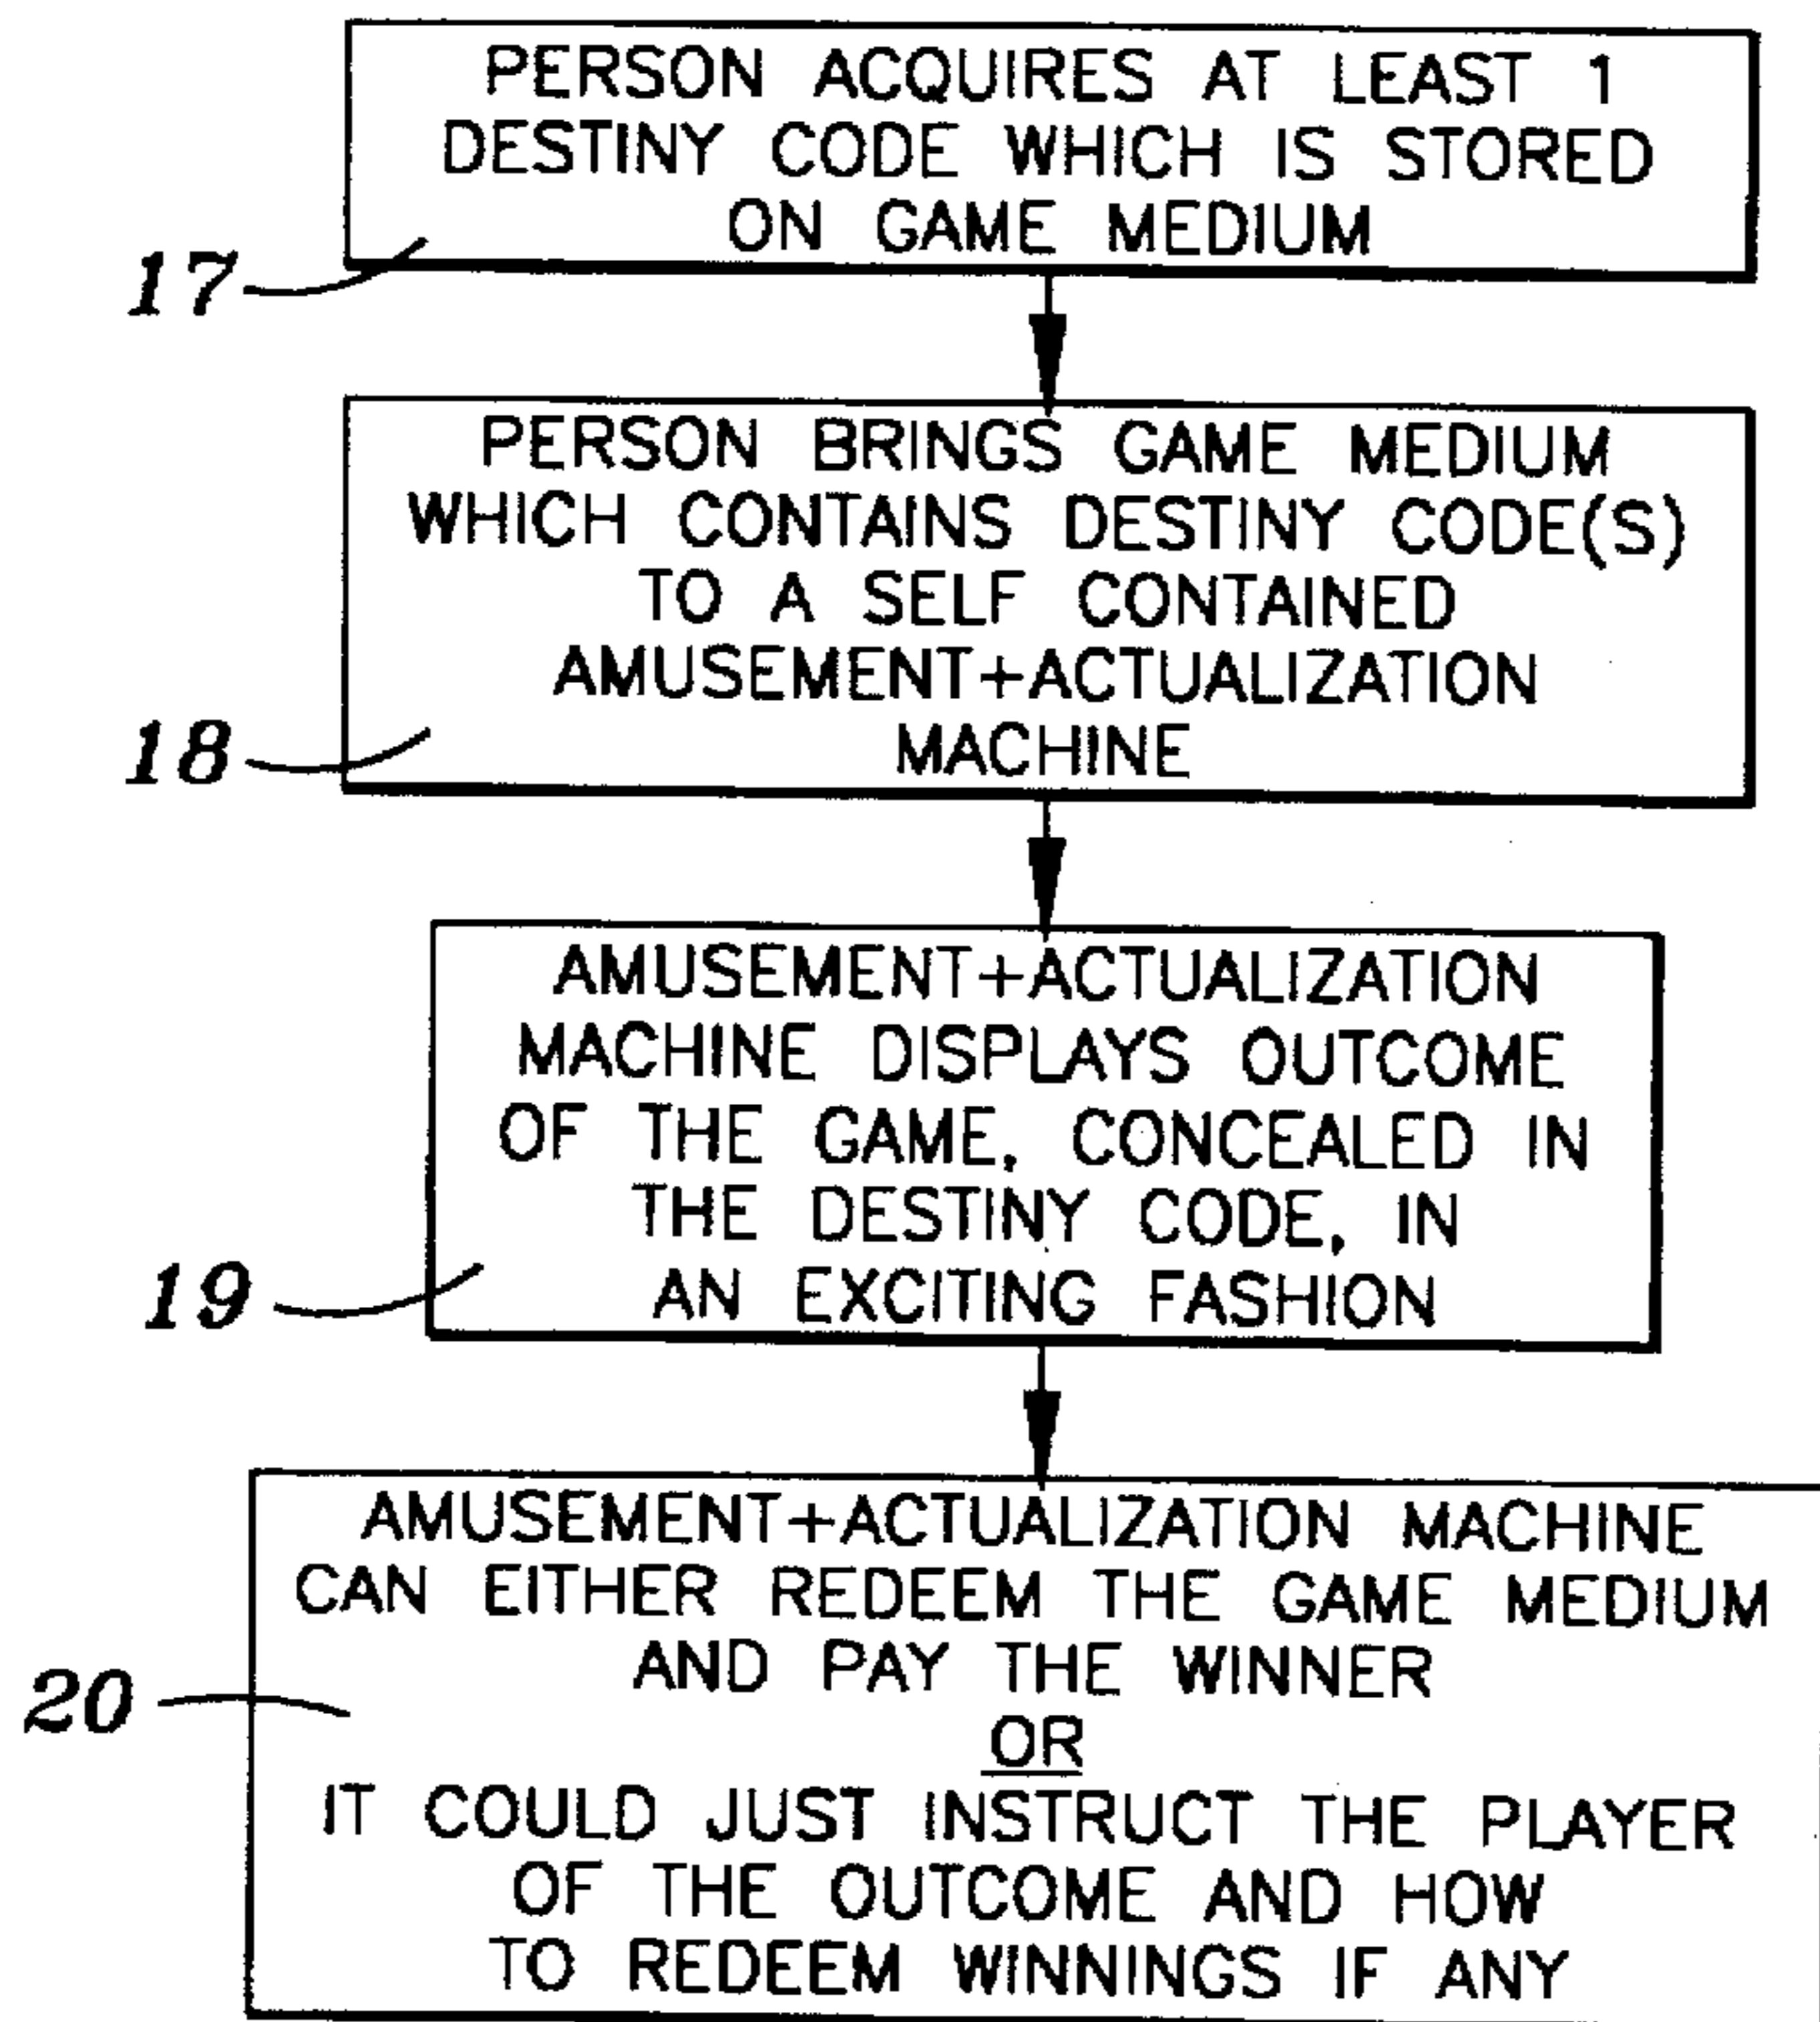 PERSON ACQUIRES AT LEAST 1
DESTINY CODE WHICH IS STORED
ON GAME MEDIUM
17
PERSON BRINGS GAME MEDIUM
WHICH CONTAINS DESTINY CODE(S)
TO A SELF CONTAINED
AMUSEMENT+ACTUALIZATION
MACHINE
18
AMUSEMENT+ACTUALIZATION
MACHINE DISPLAYS OUTCOME
OF THE GAME, CONCEALED IN
THE DESTINY CODE, IN
AN EXCITING FASHION
19
AMUSEMENT+ACTUALIZATION MACHINE
CAN EITHER REDEEM THE GAME MEDIUM
AND PAY THE WINNER
OR
IT COULD JUST INSTRUCT THE PLAYER
OF THE OUTCOME AND HOW
TO REDEEM WINNINGS IF ANY
20